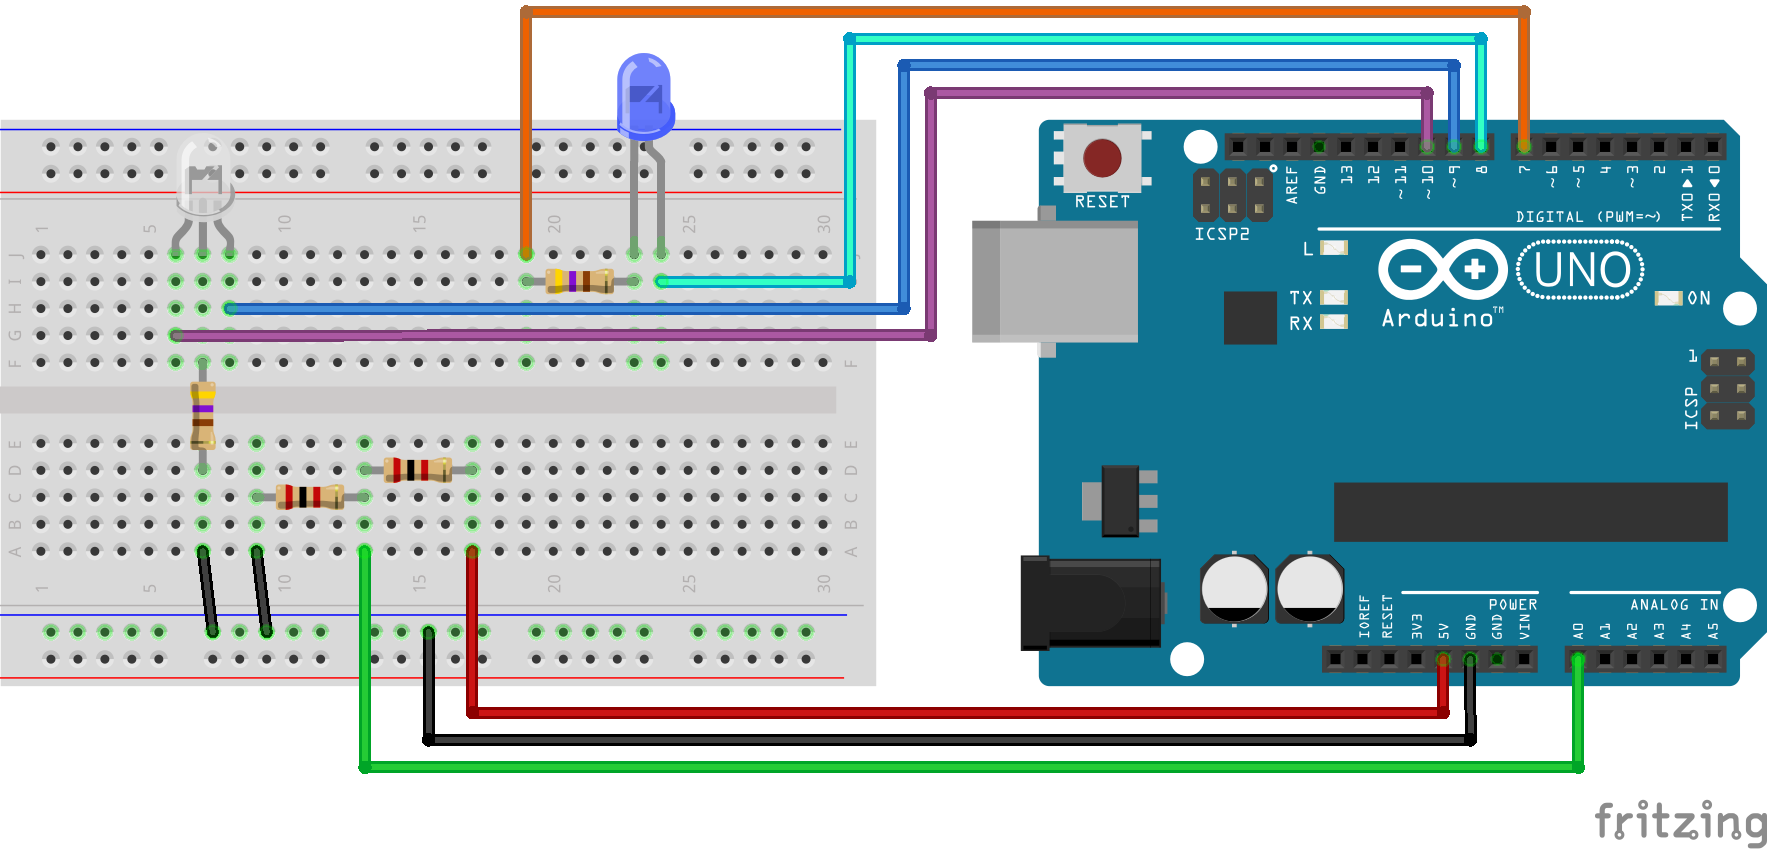 1 5 10 15 20 25 30
J J
I I
H H
G G
F F
E E
D D
C C
B B
A A
1 5 10 15 20 25 30
RESET
ICSP2
AREF GND 13 12 ~11 ~10 ~9 8 7 ~6 ~5 4 ~3 2 TX0▶1 RX0◀0
DIGITAL (PWM=~)
L
TX
RX
UNO
Arduino™
ON
1
ICSP
POWER
ANALOG IN
IOREF RESET 3V3 5V GND GND VIN A0 A1 A2 A3 A4 A5
fritzing